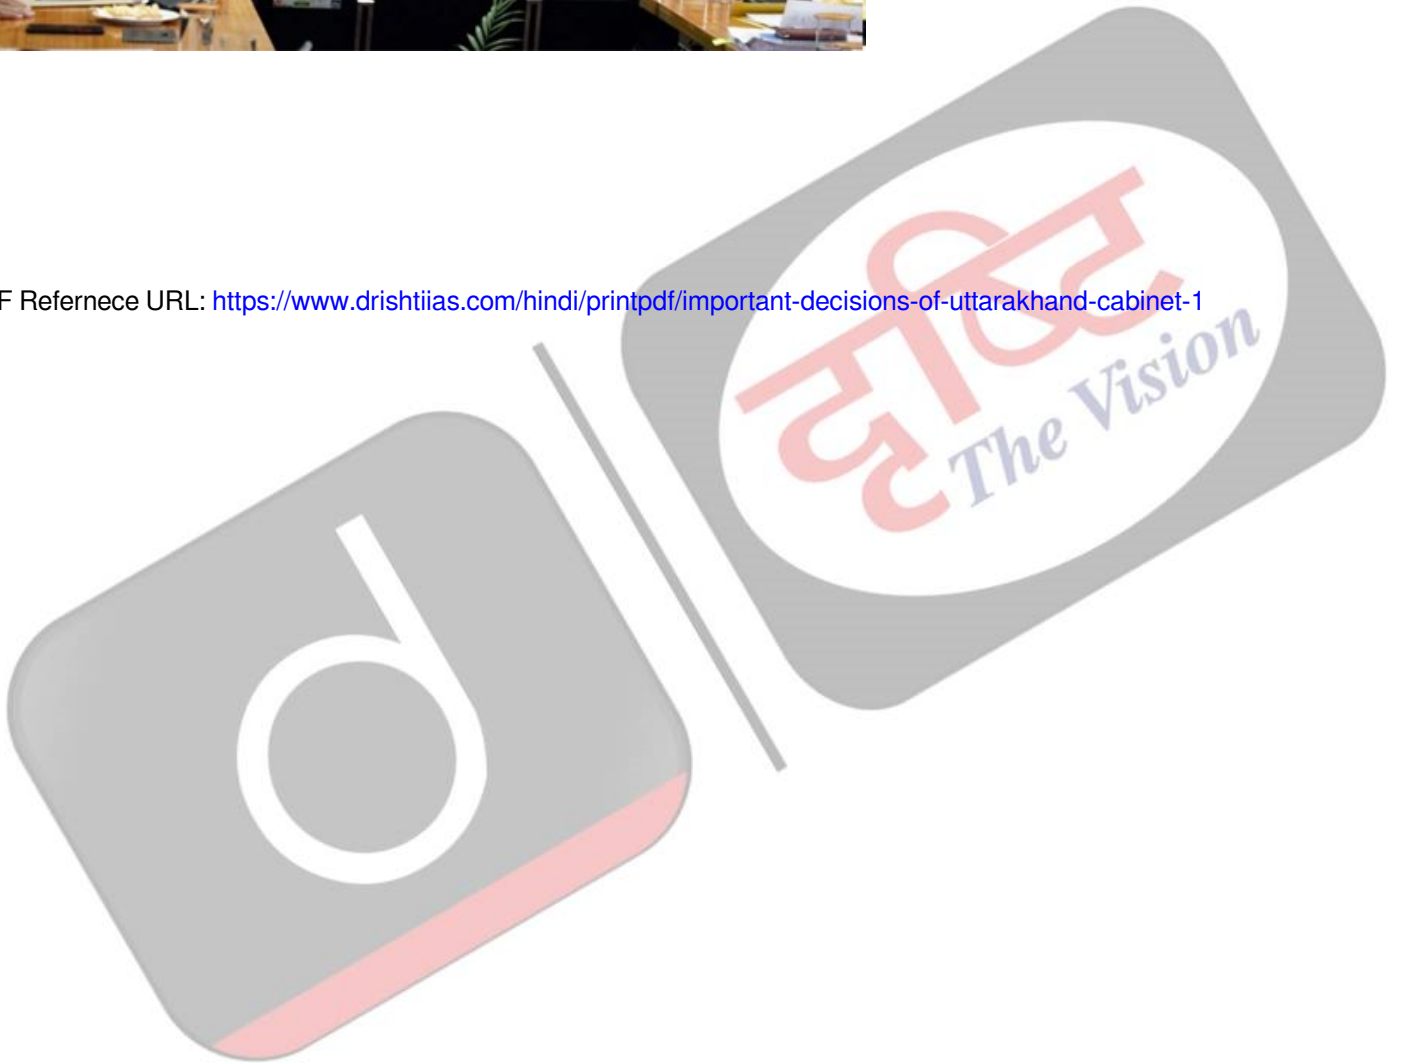 F Refernece URL: https://www.drishtiias.com/hindi/printpdf/important-decisions-of-uttarakhand-cabinet-1
दृष्टि
The Vision
d